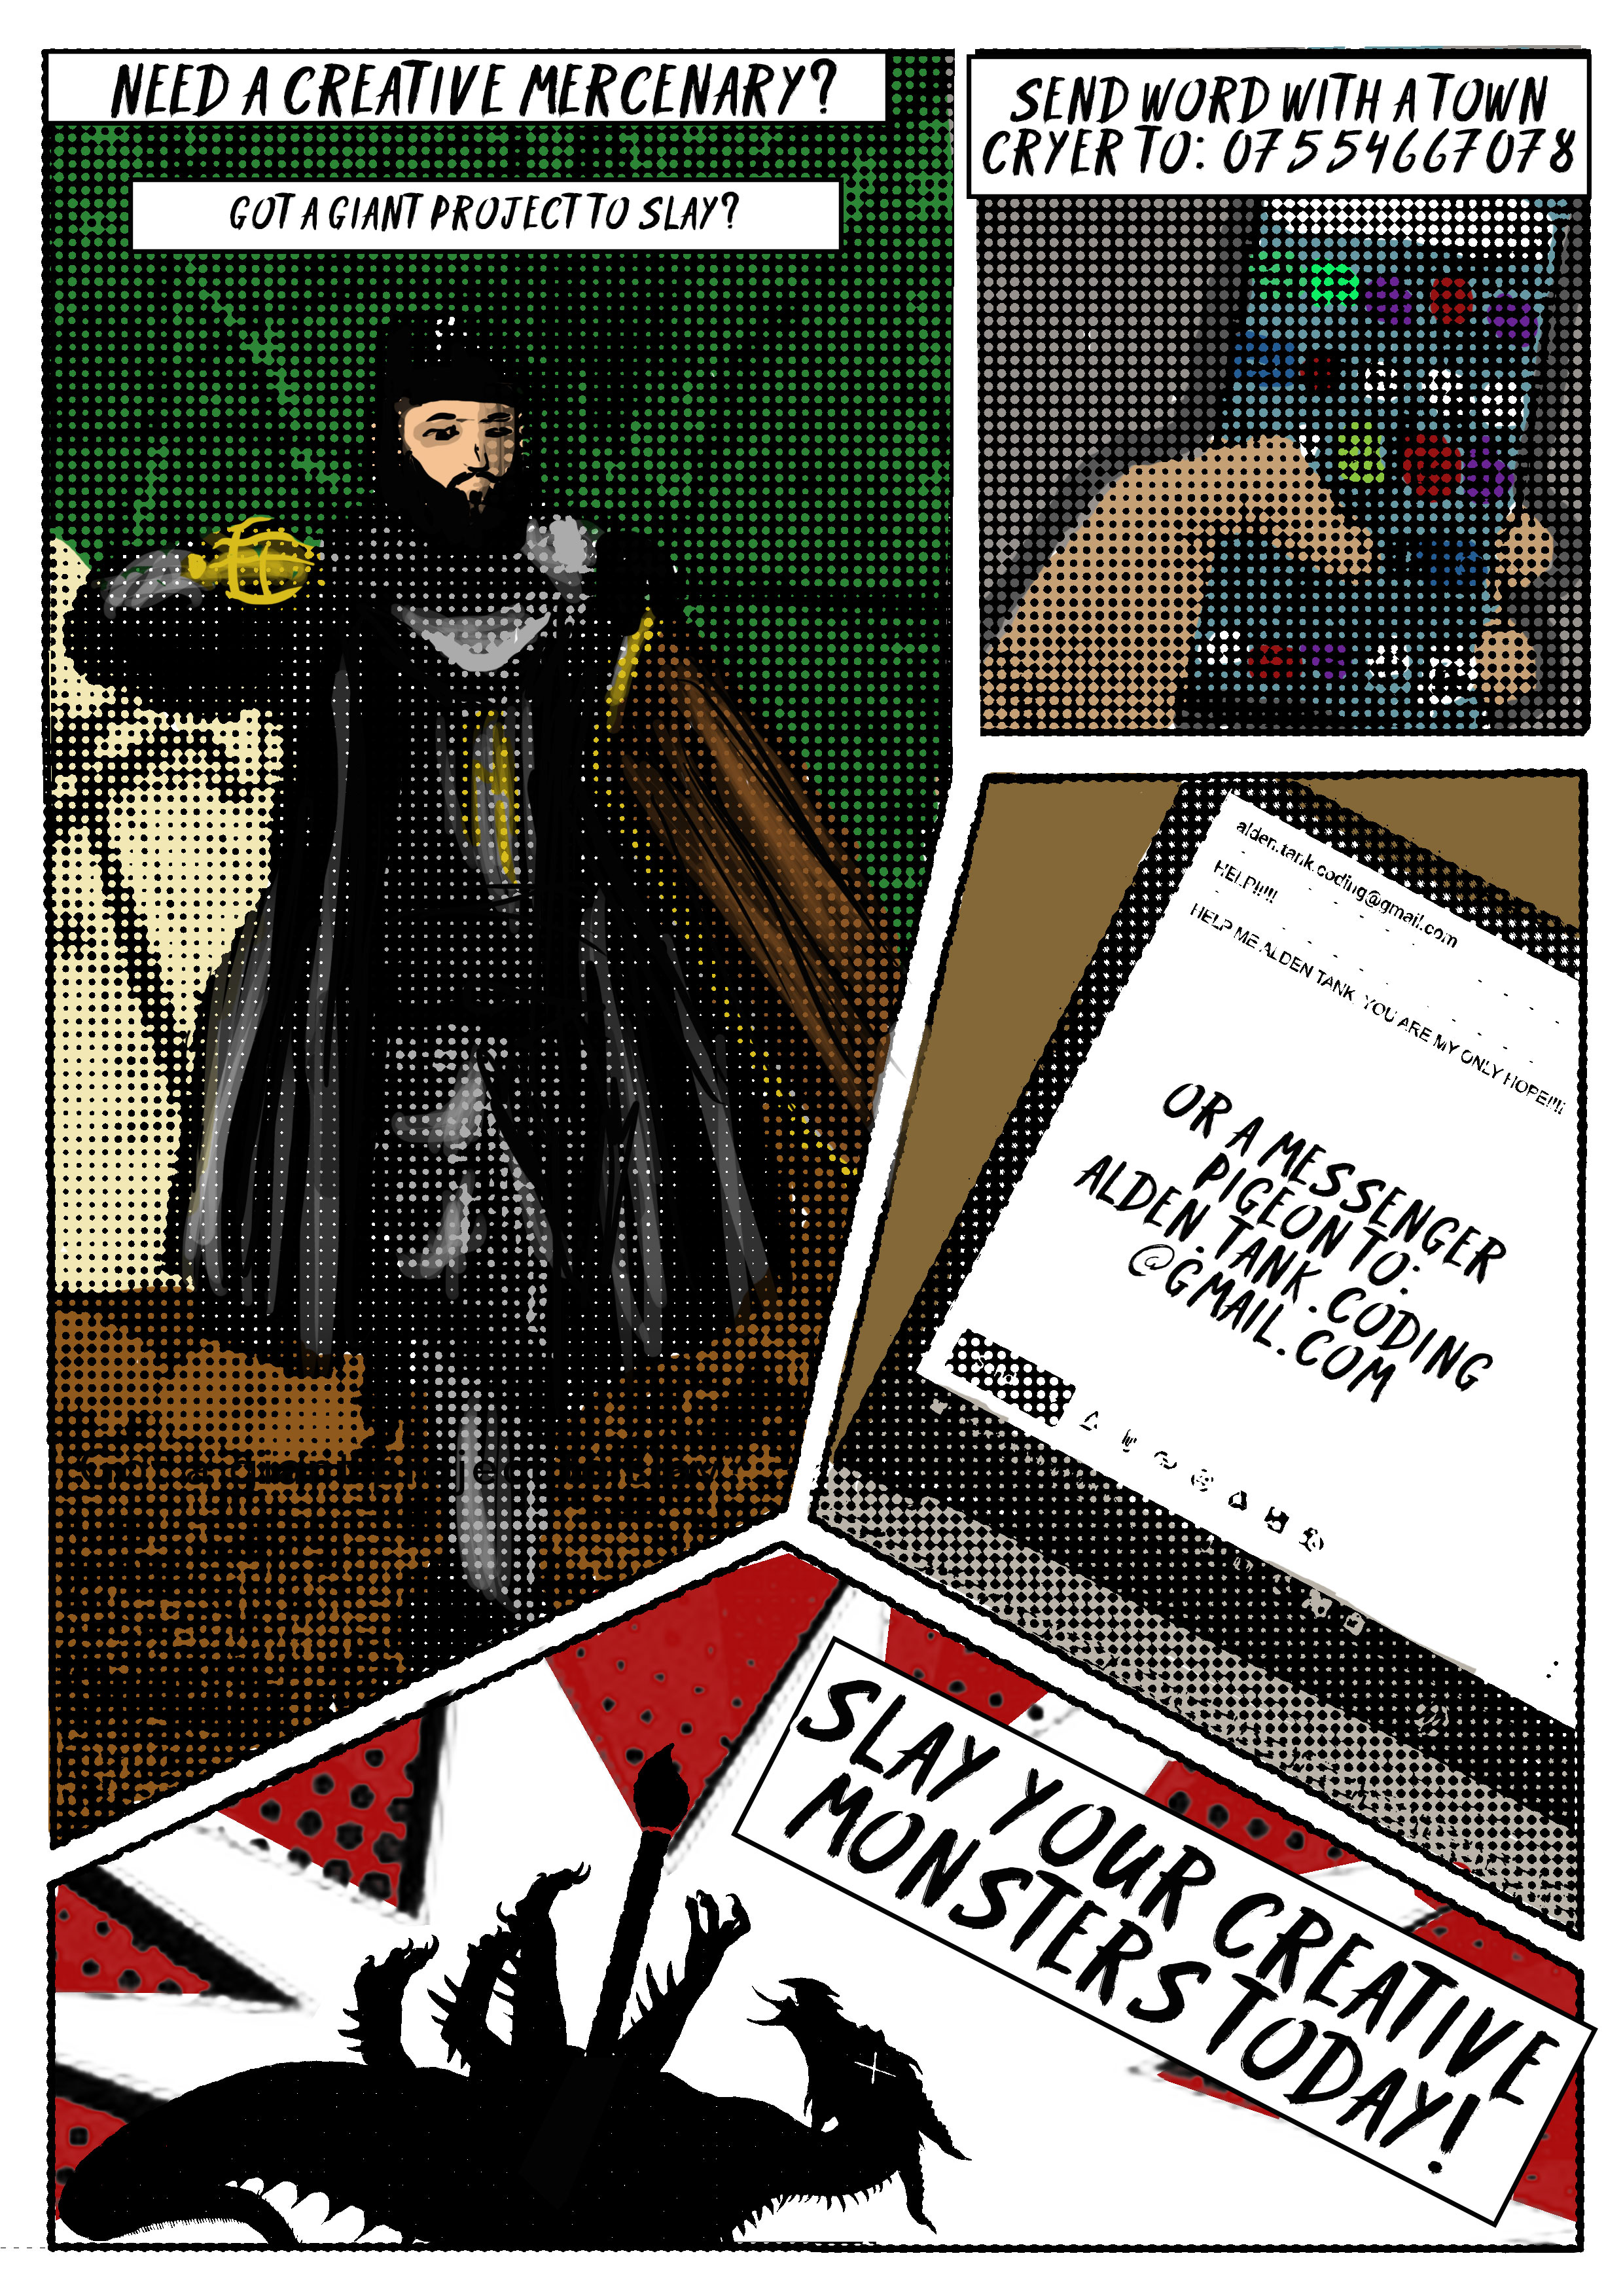 NEED A CREATIVE MERCENARY?
GOT A GIANT PROJECT TO SLAY?
SEND WORD WITH A TOWN
CRYER TO: 07554667078
alden.tank.coding@gmail.com
HELP!!!!!
HELP ME ALDEN TANK YOU ARE MY ONLY HOPE!!!!
OR A MESSENGER
PIGEON TO:
ALDEN.TANK.CODING
@GMAIL.COM
Send
SLAY YOUR CREATIVE
MONSTERS TODAY!